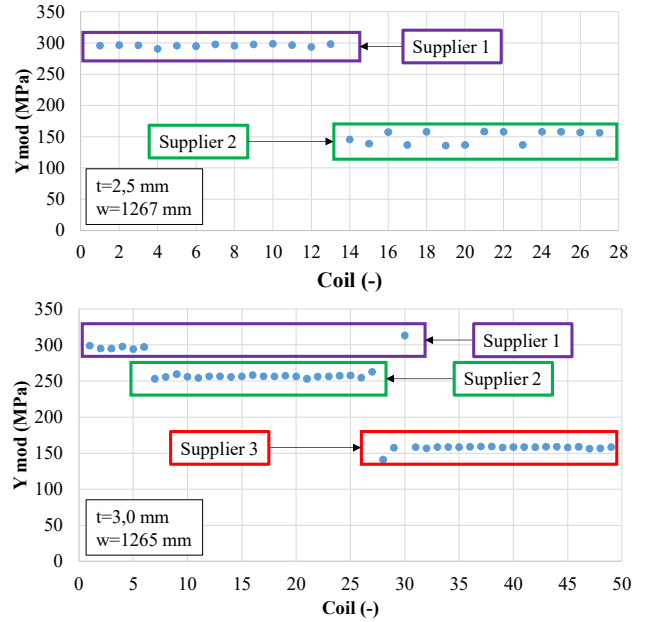 350
300
250
200
150
100
50
0
Ymod (MPa)
Supplier 1
Supplier 2
t=2,5 mm
w=1267 mm
0 2 4 6 8 10 12 14 16 18 20 22 24 26 28
Coil (-)
350
300
250
200
150
100
50
0
Y mod (MPa)
Supplier 1
Supplier 2
Supplier 3
t=3,0 mm
w=1265 mm
0 5 10 15 20 25 30 35 40 45 50
Coil (-)